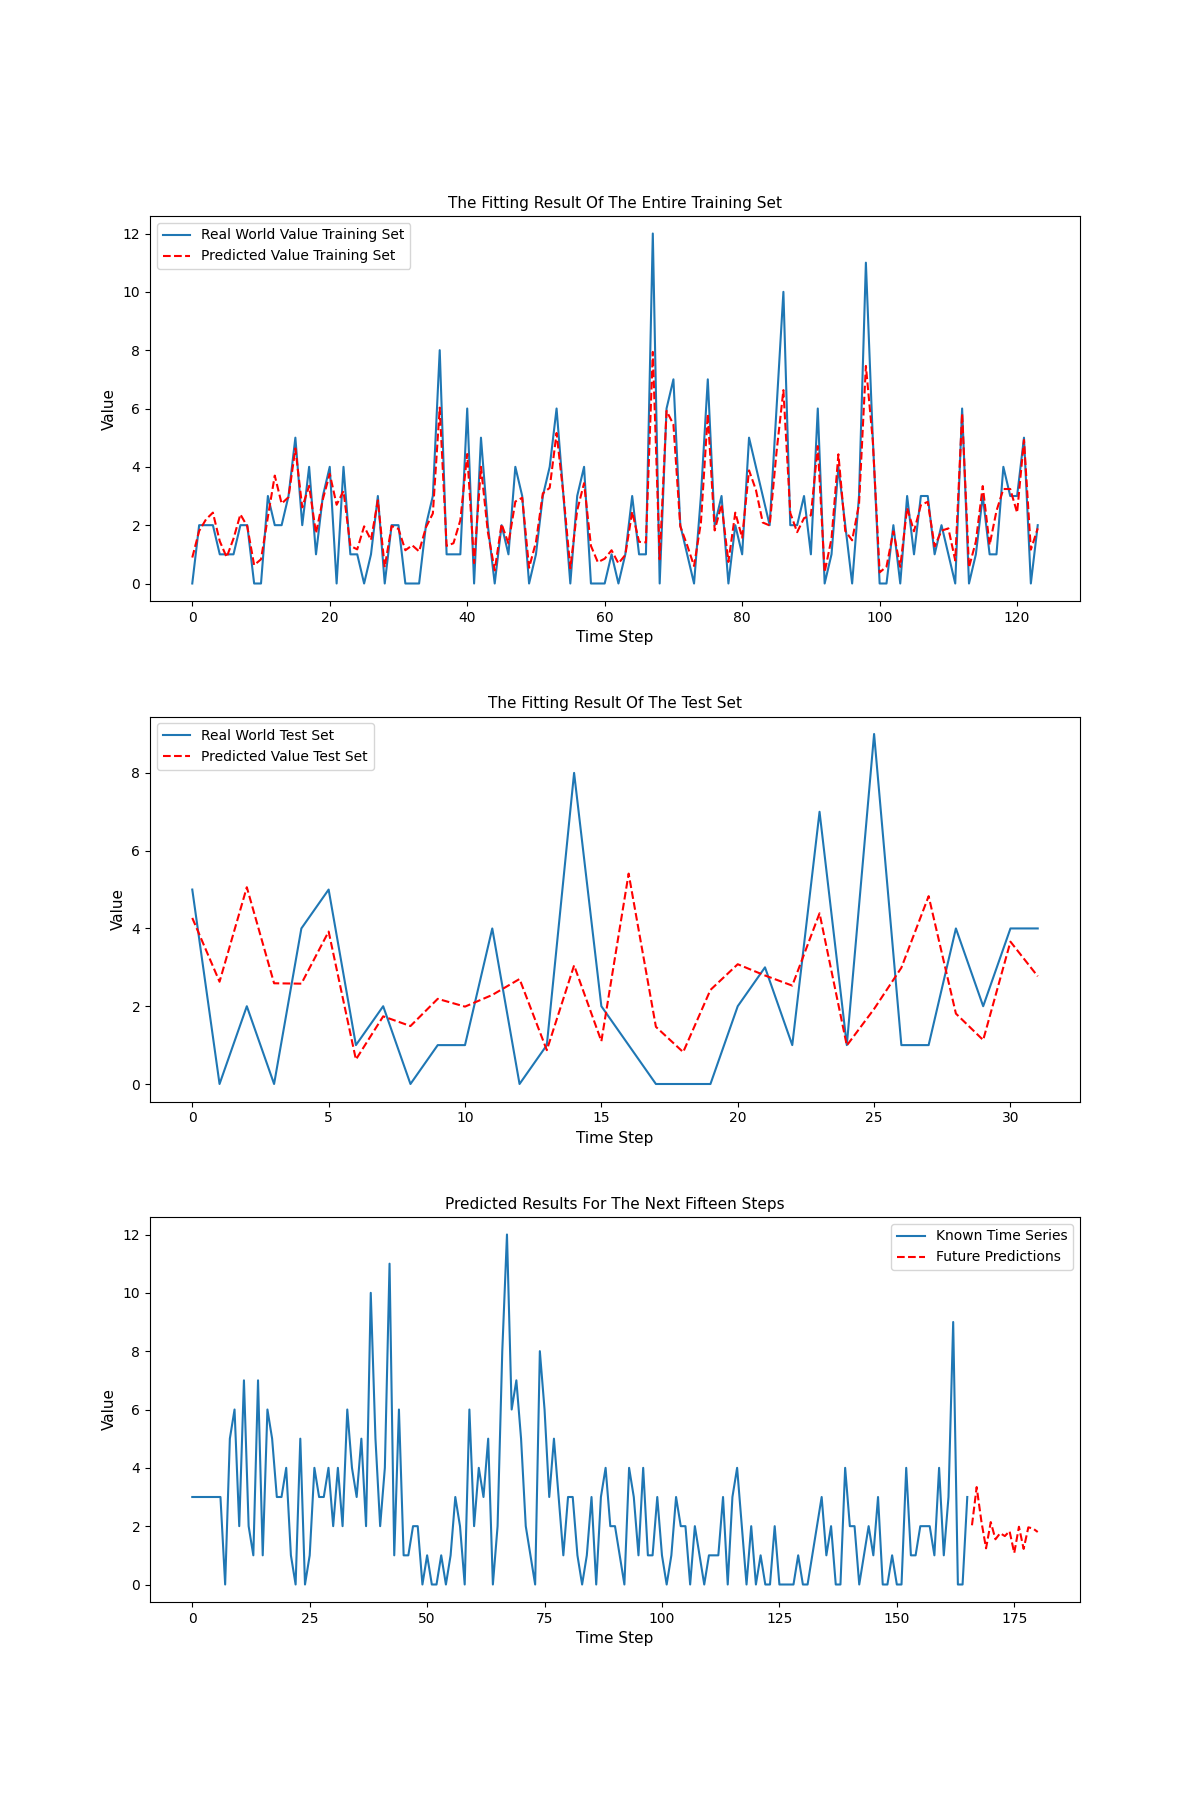 The Fitting Result Of The Entire Training Set
Real World Value Training Set
Predicted Value Training Set
12
10
8
6
4
2
0
Value
0 20 40 60 80 100 120
Time Step
The Fitting Result Of The Test Set
Real World Test Set
Predicted Value Test Set
8
6
4
2
0
Value
0 5 10 15 20 25 30
Time Step
Predicted Results For The Next Fifteen Steps
Known Time Series
Future Predictions
12
10
8
6
4
2
0
Value
0 25 50 75 100 125 150 175
Time Step